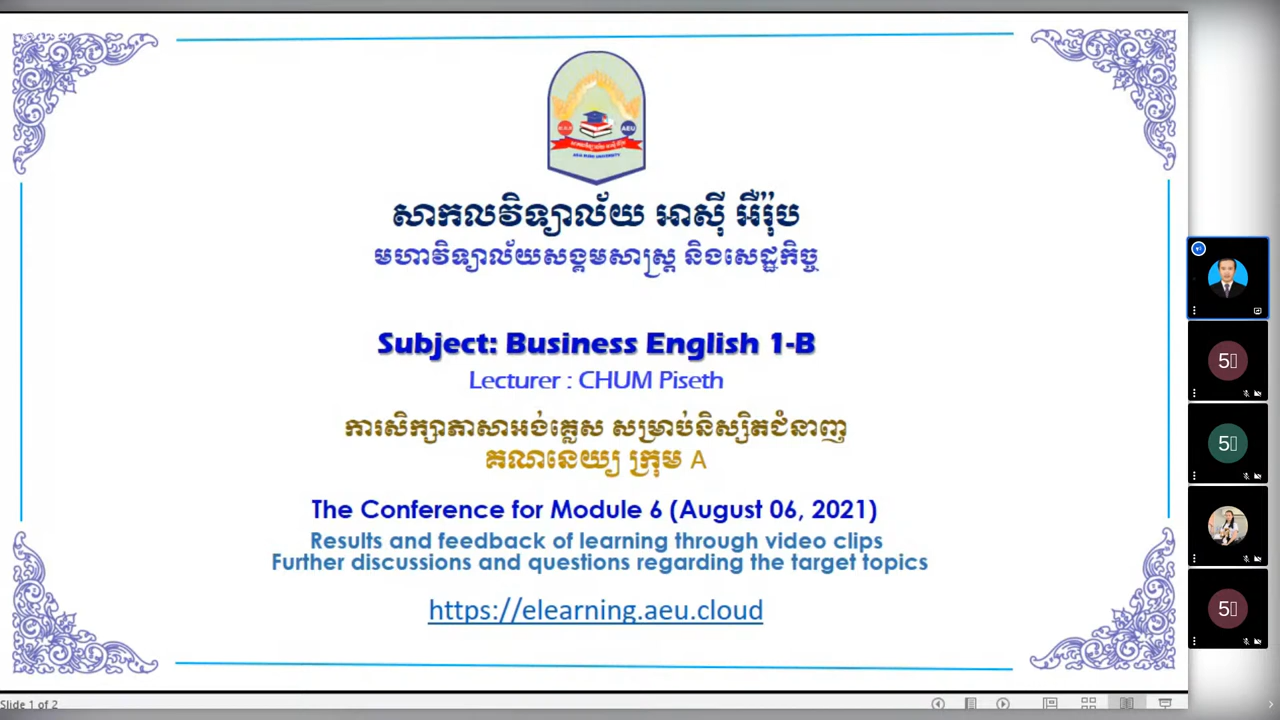 AEU
សាកលវិទ្យាល័យ អាស៊ី អឺរ៉ុប
មហាវិទ្យាល័យសង្គមសាស្ត្រ និងសេដ្ឋកិច្ច
Subject: Business English 1-B
Lecturer : CHUM Piseth
ការសិក្សាភាសាអង់គ្លេស សម្រាប់និស្សិតជំនាញ
គណនេយ្យ ក្រុម A
The Conference for Module 6 (August 06, 2021)
Results and feedback of learning through video clips
Further discussions and questions regarding the target topics
https://elearning.aeu.cloud
Slide 1 of 2
5
5
5